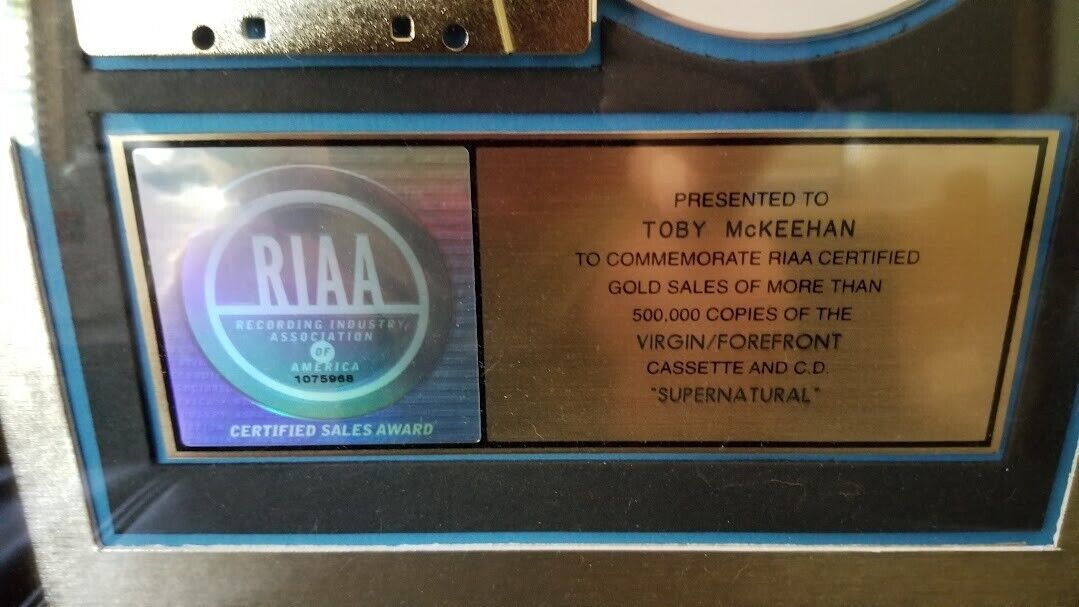 RIAA
RECORDING INDUSTRY
ASSOCIATION
OF
AMERICA
1075968
CERTIFIED SALES AWARD
PRESENTED TO
TOBY McKEEHAN
TO COMMEMORATE RIAA CERTIFIED
GOLD SALES OF MORE THAN
500,000 COPIES OF THE
VIRGIN/FOREFRONT
CASSETTE AND C.D.
"SUPERNATURAL"